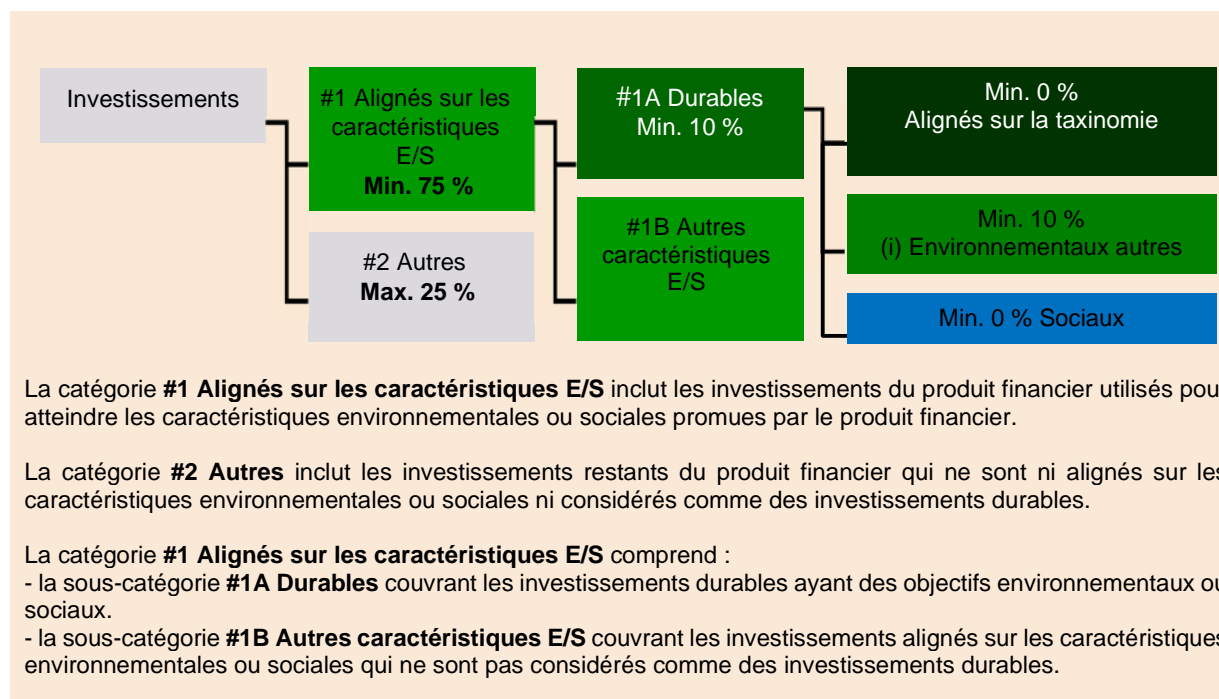 Investissements
#1 Alignés sur les
caractéristiques
E/S
Min. 75 %
#2 Autres
Max. 25 %
#1A Durables
Min. 10 %
#1B Autres
caractéristiques
E/S
Min. 0 %
Alignés sur la taxinomie
Min. 10 %
(i) Environnementaux autres
Min. 0 % Sociaux
La catégorie #1 Alignés sur les caractéristiques E/S inclut les investissements du produit financier utilisés pou
atteindre les caractéristiques environnementales ou sociales promues par le produit financier.
La catégorie #2 Autres inclut les investissements restants du produit financier qui ne sont ni alignés sur les
caractéristiques environnementales ou sociales ni considérés comme des investissements durables.
La catégorie #1 Alignés sur les caractéristiques E/S comprend :
- la sous-catégorie #1A Durables couvrant les investissements durables ayant des objectifs environnementaux ou
sociaux.
- la sous-catégorie #1B Autres caractéristiques E/S couvrant les investissements alignés sur les caractéristiques
environnementales ou sociales qui ne sont pas considérés comme des investissements durables.